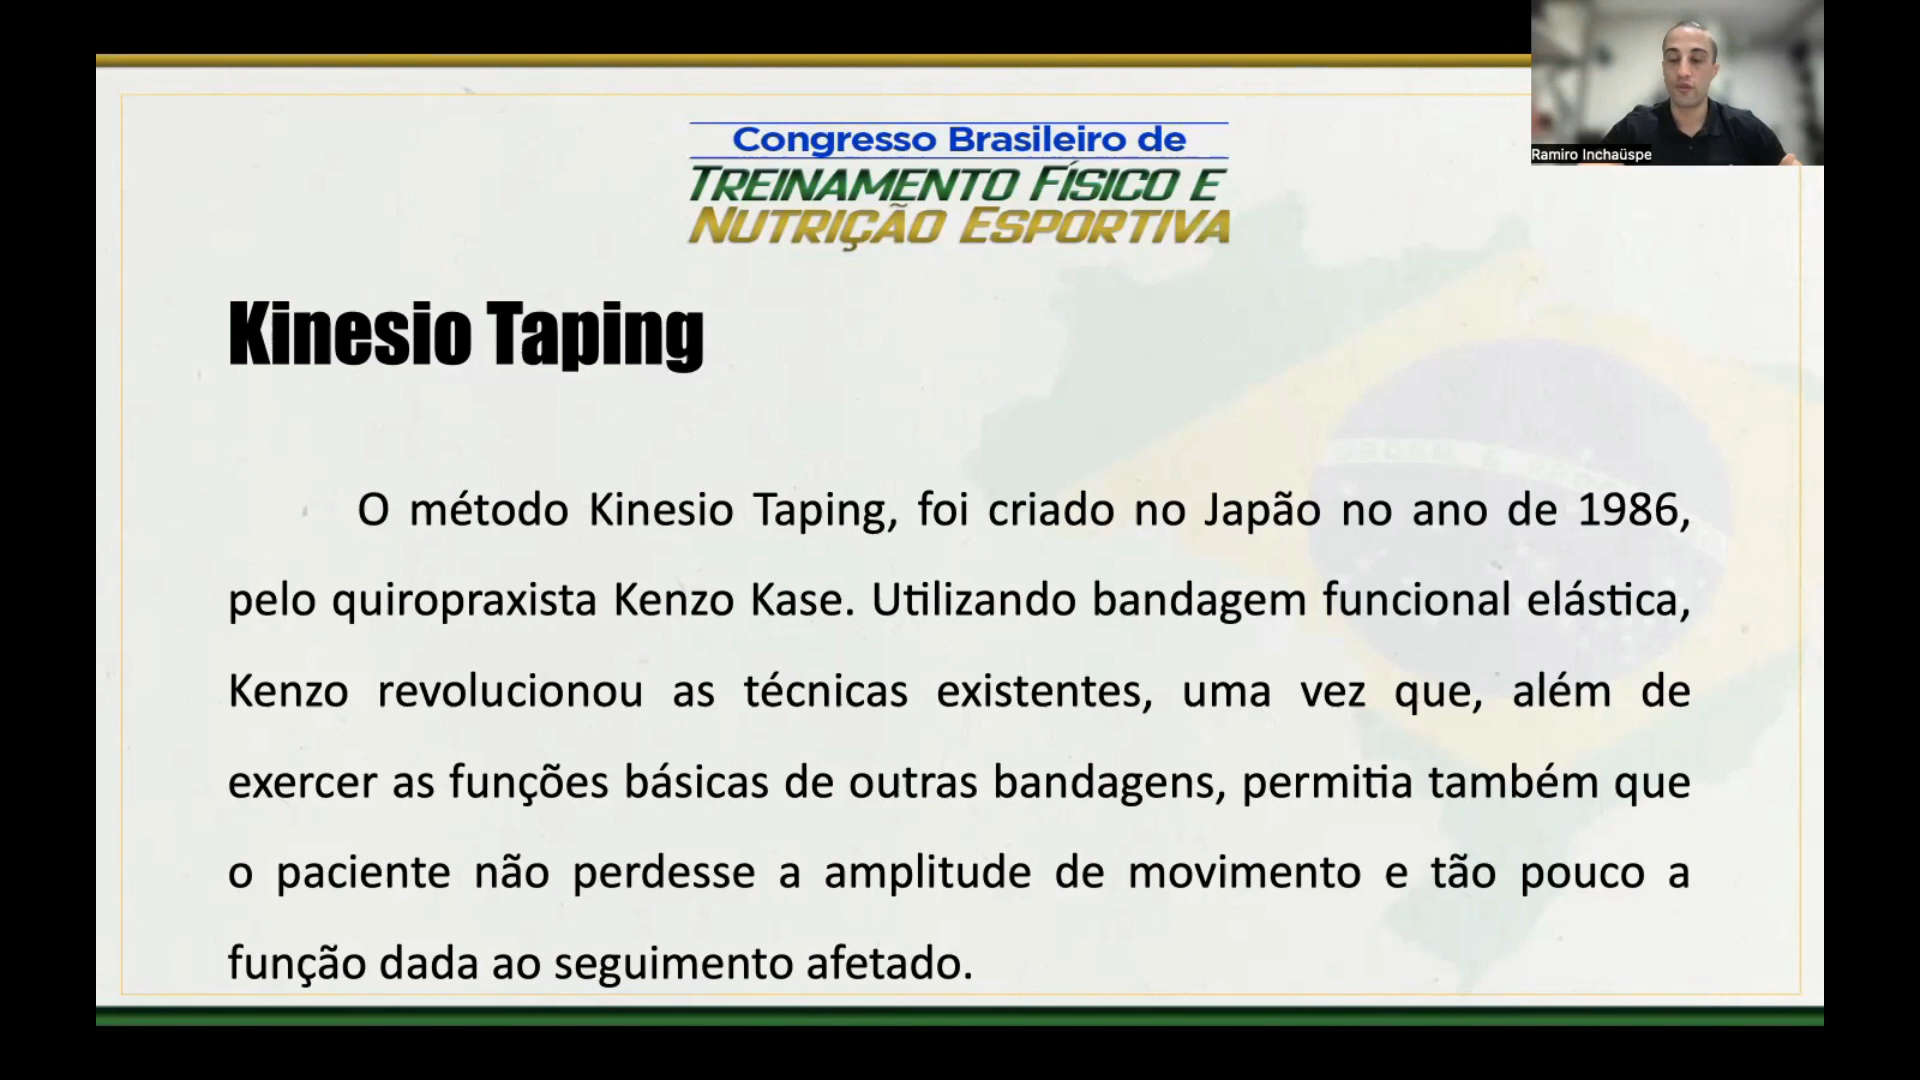 Congresso Brasileiro de
TREINAMENTO FÍSICO E
NUTRIÇÃO ESPORTIVA
Ramiro Inchaüspe
Kinesio Taping
O método Kinesio Taping, foi criado no Japão no ano de 1986,
pelo quiropraxista Kenzo Kase. Utilizando bandagem funcional elástica,
Kenzo revolucionou as técnicas existentes, uma vez que, além de
exercer as funções básicas de outras bandagens, permitia também que
o paciente não perdesse a amplitude de movimento e tão pouco a
função dada ao seguimento afetado.